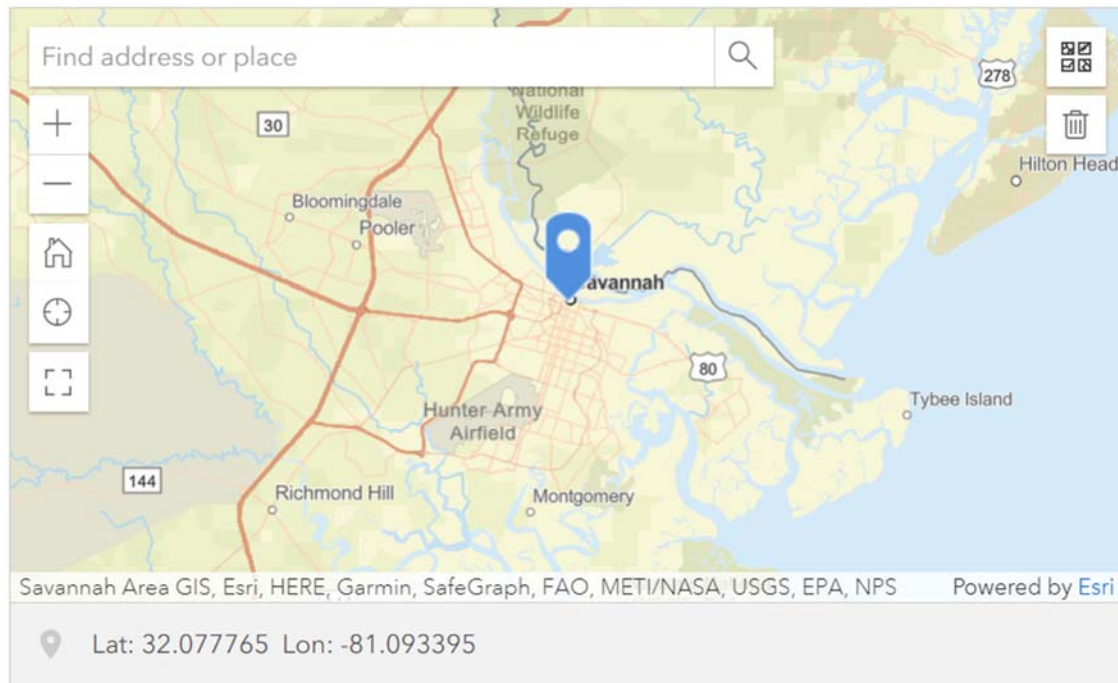 Find address or place
278
National
Wildlife
Refuge
30
Hilton Head
Bloomingdale
Pooler
avannah
80
Tybee Island
Hunter Army
Airfield
144
Richmond Hill
Montgomery
Savannah Area GIS, Esri, HERE, Garmin, SafeGraph, FAO, METI/NASA, USGS, EPA, NPS Powered by Esri
Lat: 32.077765 Lon: -81.093395